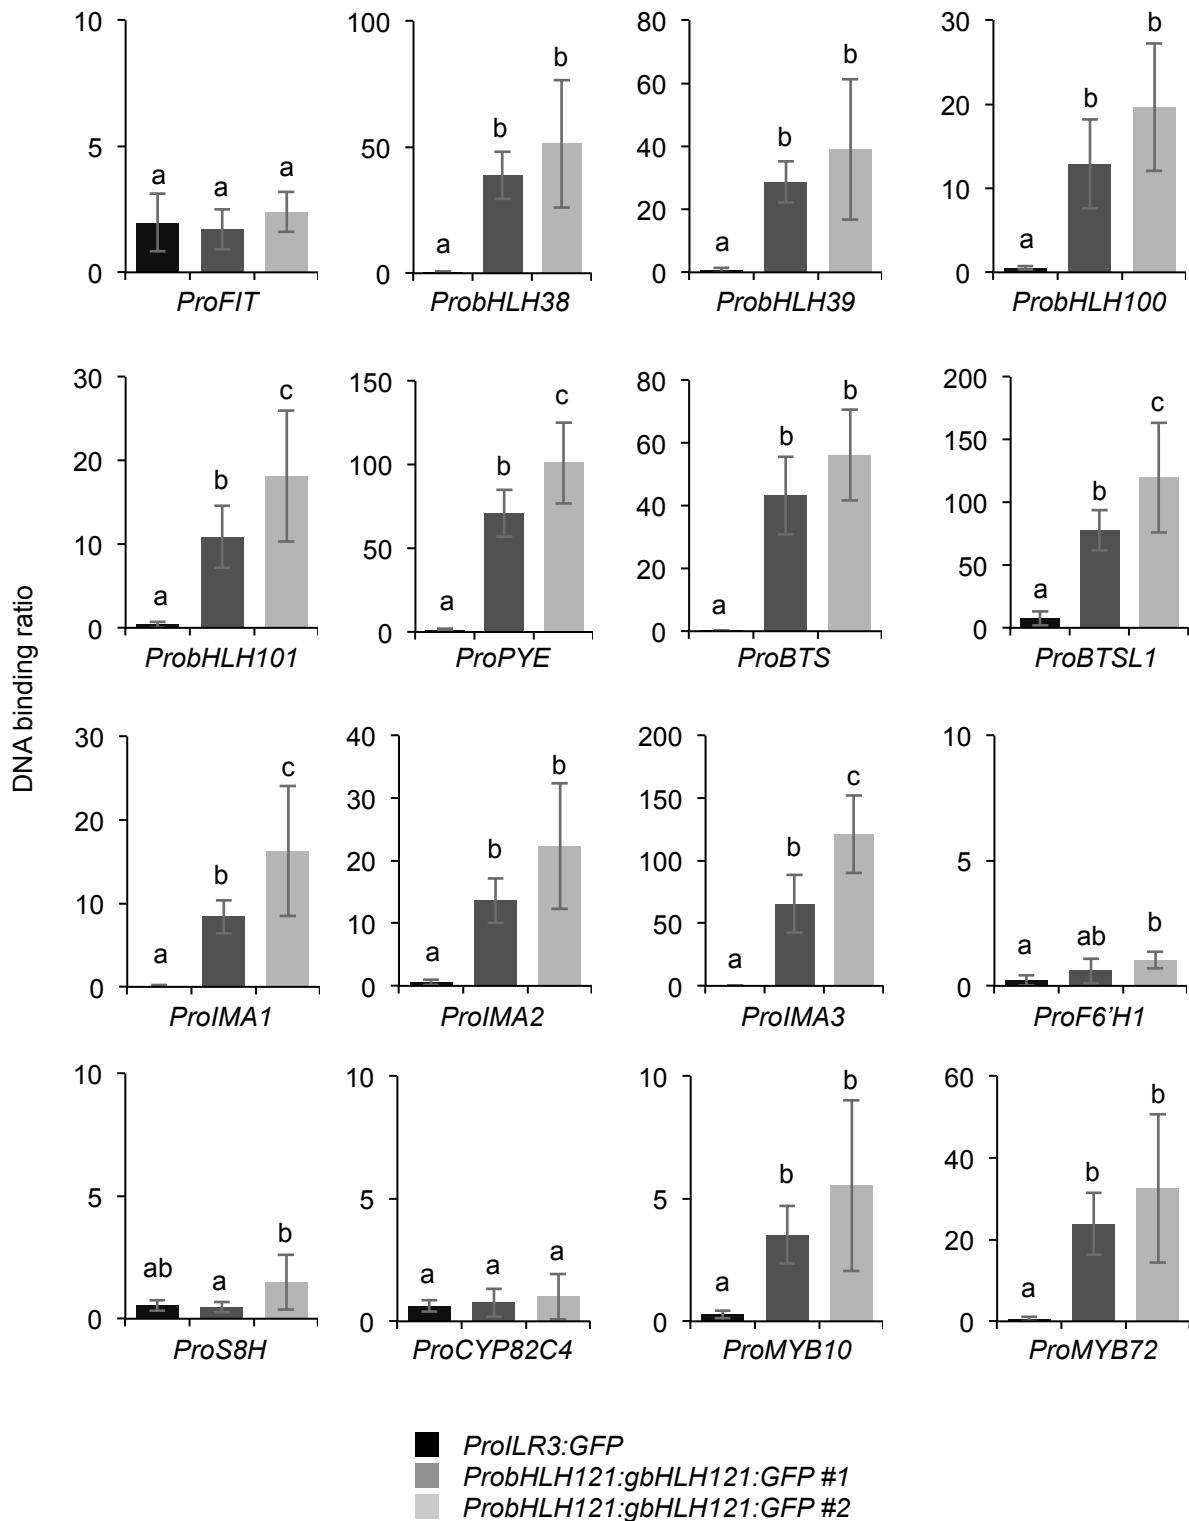 DNA binding ratio
10
5
0
a
a
a
ProFIT
100
50
0
a
b
b
ProbHLH38
80
60
40
20
0
a
b
b
ProbHLH39
30
20
10
0
a
b
b
ProbHLH100
30
20
10
0
a
b
c
ProbHLH101
150
100
50
0
a
b
c
ProPYE
80
60
40
20
0
a
b
b
ProBTS
200
150
100
50
0
a
b
c
ProBTSL1
30
20
10
0
a
b
c
ProIMA1
40
30
20
10
0
a
b
b
ProIMA2
200
150
100
50
0
a
b
c
ProIMA3
10
5
0
a
ab
b
ProF6’H1
10
5
0
ab
a
b
ProS8H
10
5
0
a
a
a
ProCYP82C4
10
5
0
a
b
b
ProMYB10
60
40
20
0
a
b
b
ProMYB72
ProILR3:GFP
ProbHLH121:gbHLH121:GFP #1
ProbHLH121:gbHLH121:GFP #2